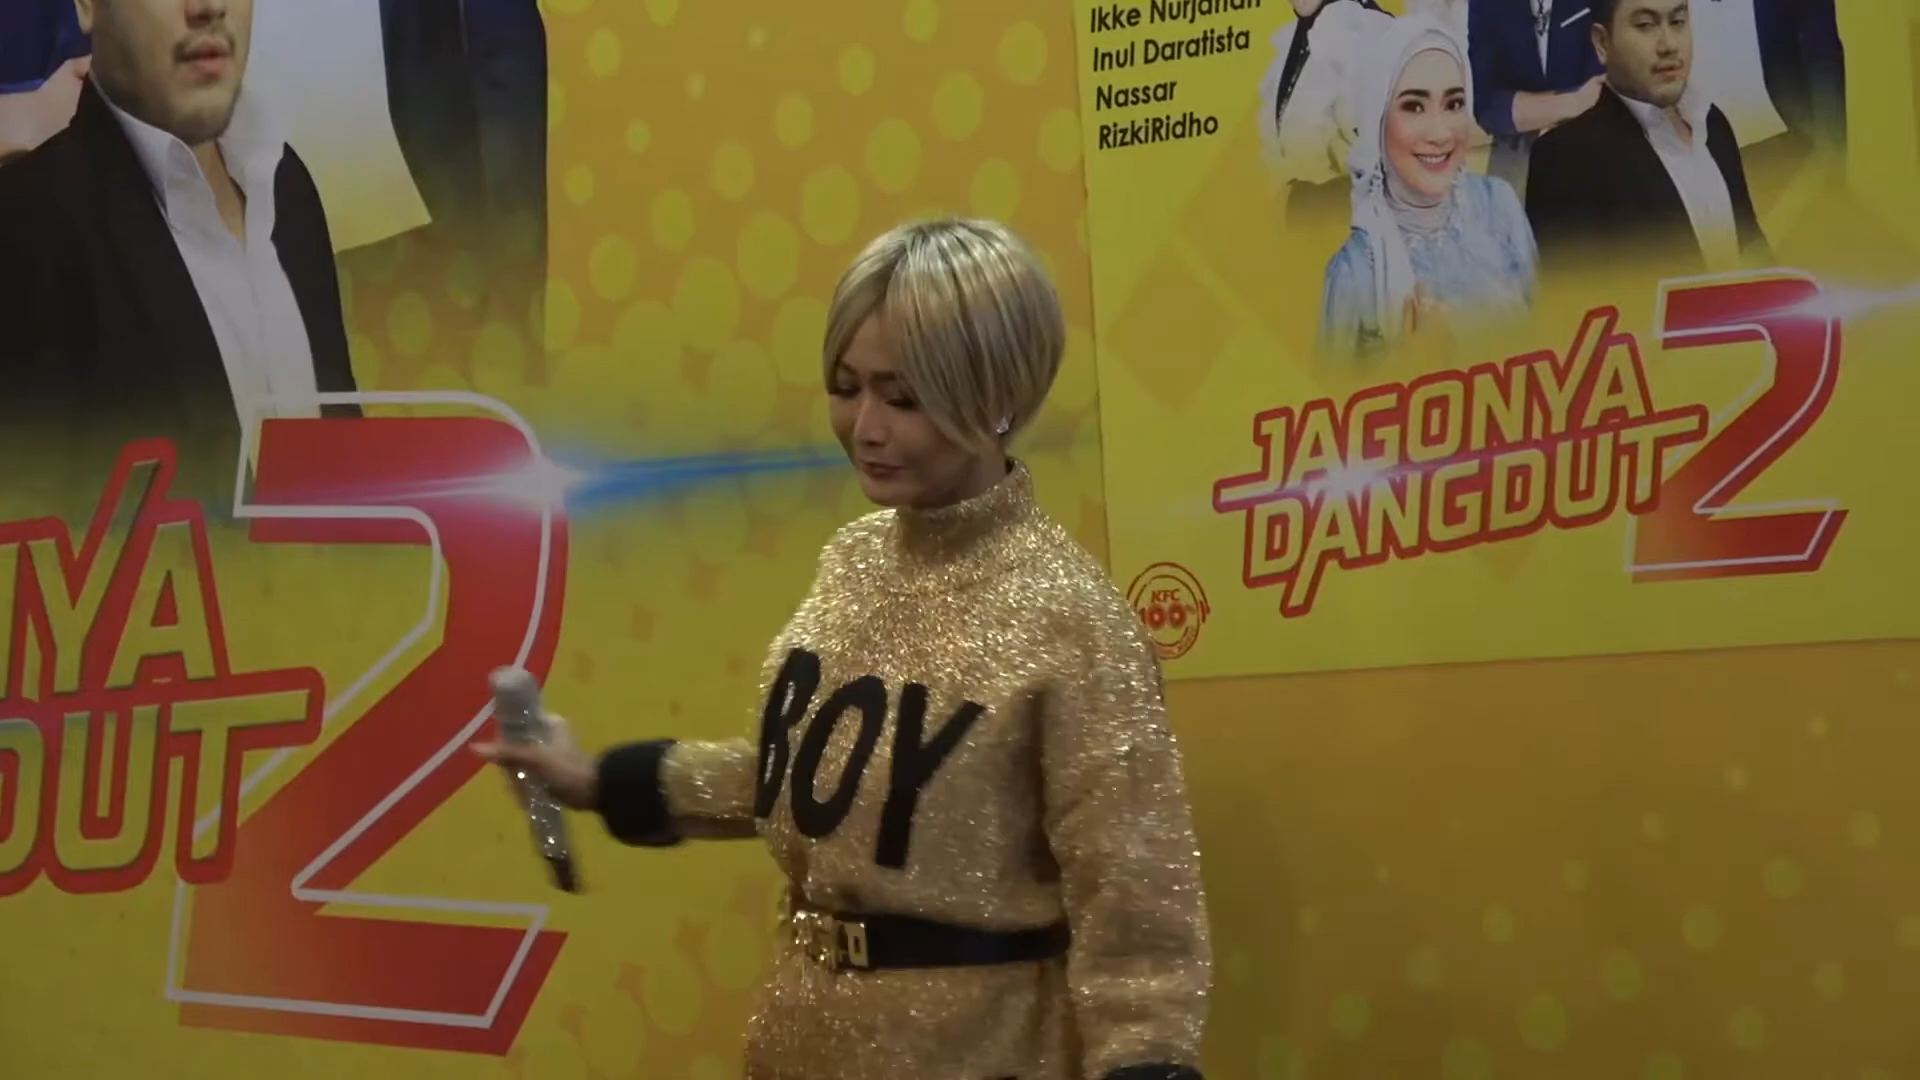 Ikke Nurjanah
Inul Daratista
Nassar
RizkiRidho
JAGONYA
DANGDUT 2
KFC
100%
NYA
DUT 2
BOY